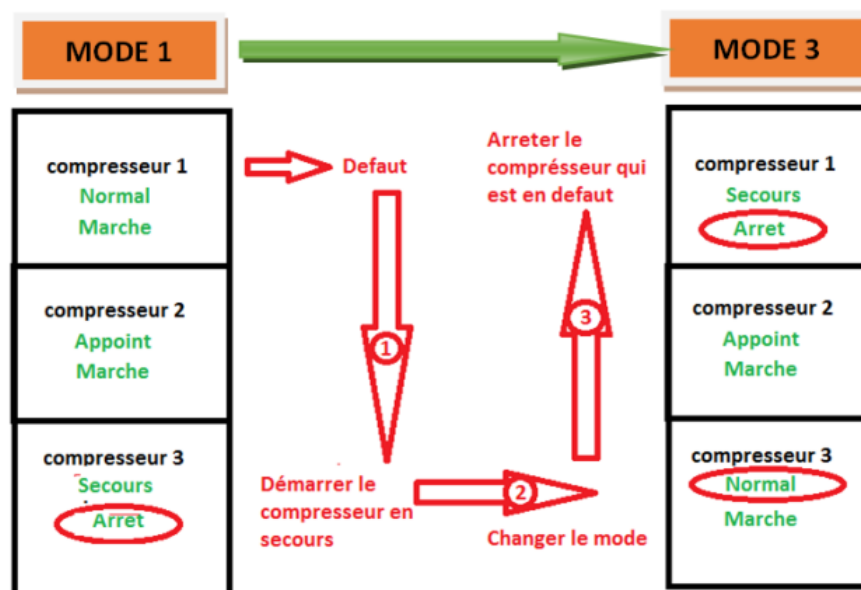 MODE 1
MODE 3
compresseur 1
Normal
Marche
compresseur 2
Appoint
Marche
compresseur 3
Secours
Arret
Defaut
1
Démarrer le
compresseur en
secours
2
Changer le mode
3
Arreter le
comprésseur qui
est en defaut
compresseur 1
Secours
Arret
compresseur 2
Appoint
Marche
compresseur 3
Normal
Marche